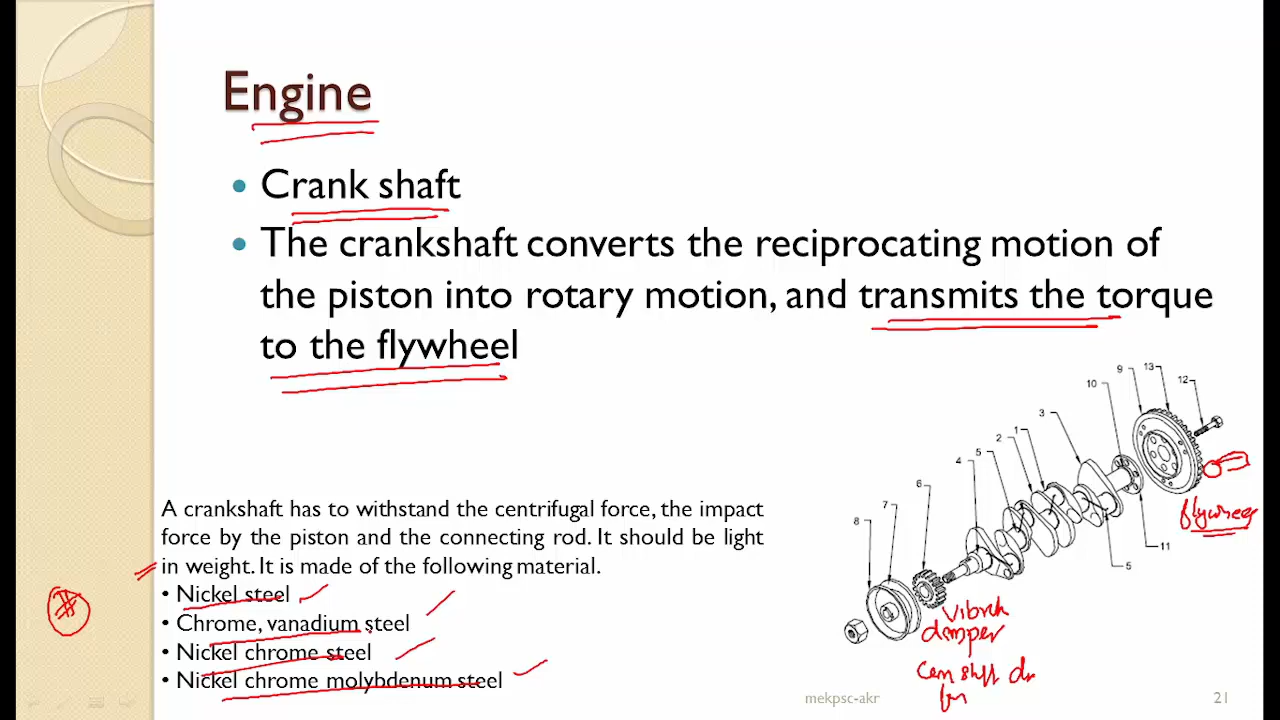 Engine
• Crank shaft
• The crankshaft converts the reciprocating motion of
the piston into rotary motion, and transmits the torque
to the flywheel
A crankshaft has to withstand the centrifugal force, the impact
force by the piston and the connecting rod. It should be light
in weight. It is made of the following material.
• Nickel steel
• Chrome, vanadium steel
• Nickel chrome steel
• Nickel chrome molybdenum steel
9 13
10 12
3
1
2
5
4
6
7
8
11
5
flywheel
damper
mekpsc-akr 21